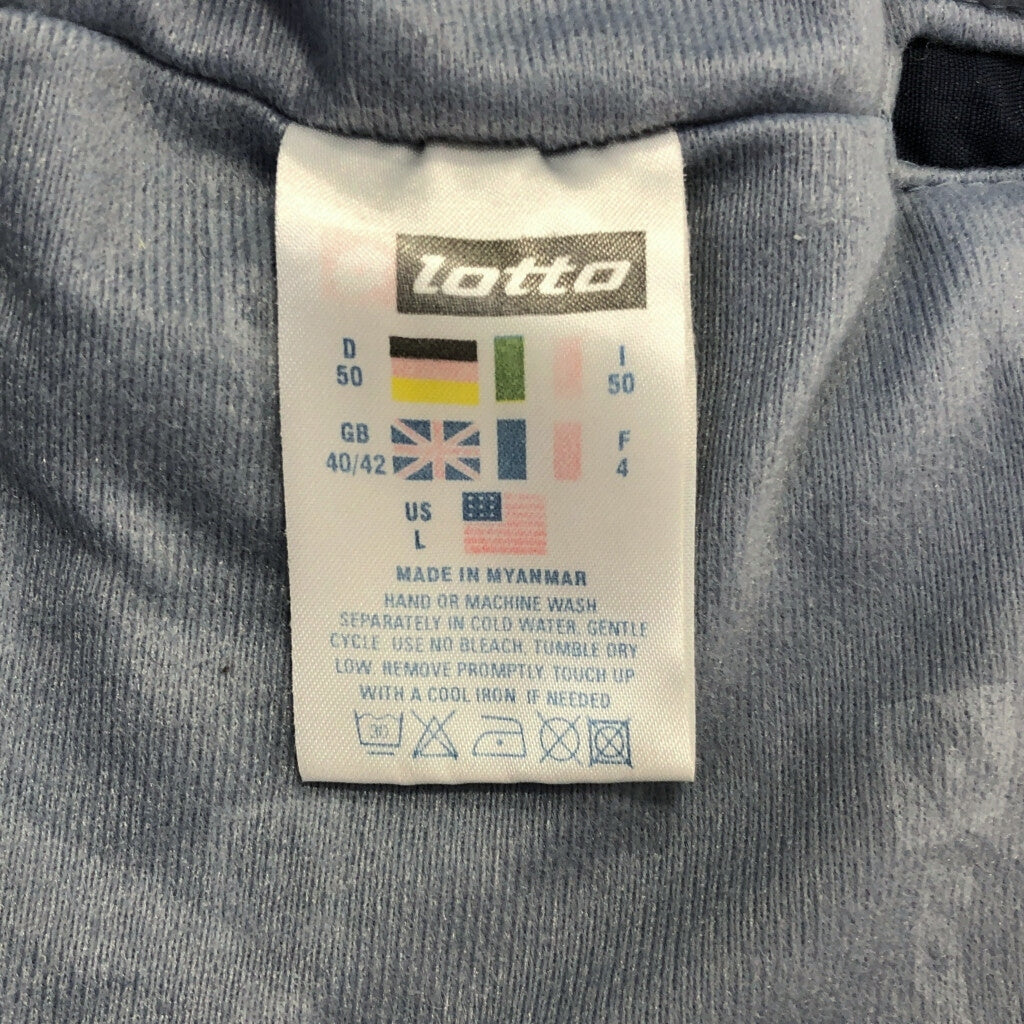 lotto
D I
50 50
GB F
40/42 4
US
L
MADE IN MYANMAR
HAND OR MACHINE WASH
SEPARATELY IN COLD WATER, GENTLE
CYCLE. USE NO BLEACH. TUMBLE DRY
LOW. REMOVE PROMPTLY. TOUCH UP
WITH A COOL IRON IF NEEDED
30